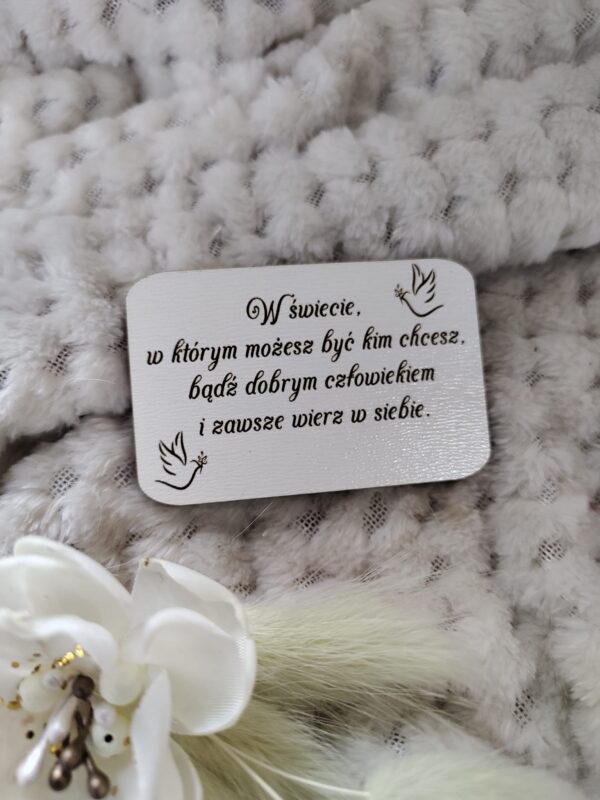 W świecie,
w którym możesz być kim chcesz,
bądź dobrym człowiekiem
i zawsze wierz w siebie.